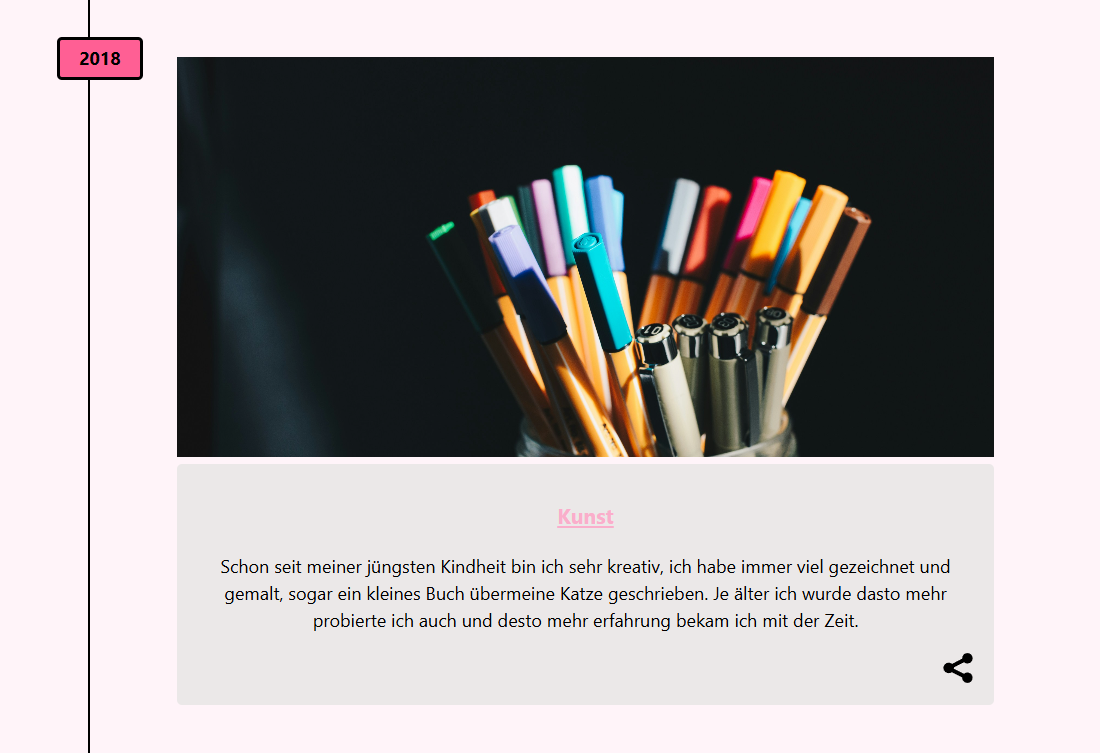 2018
10
Kunst
Schon seit meiner jüngsten Kindheit bin ich sehr kreativ, ich habe immer viel gezeichnet und
gemalt, sogar ein kleines Buch übermeine Katze geschrieben. Je älter ich wurde dasto mehr
probierte ich auch und desto mehr erfahrung bekam ich mit der Zeit.